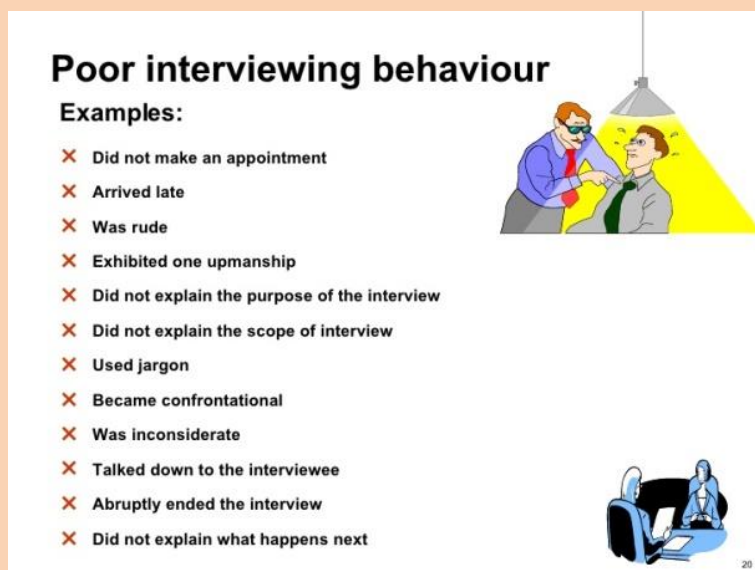 Poor interviewing behaviour
Examples:
Did not make an appointment
Arrived late
Was rude
Exhibited one upmanship
Did not explain the purpose of the interview
Did not explain the scope of interview
Used jargon
Became confrontational
Was inconsiderate
Talked down to the interviewee
Abruptly ended the interview
Did not explain what happens next
20